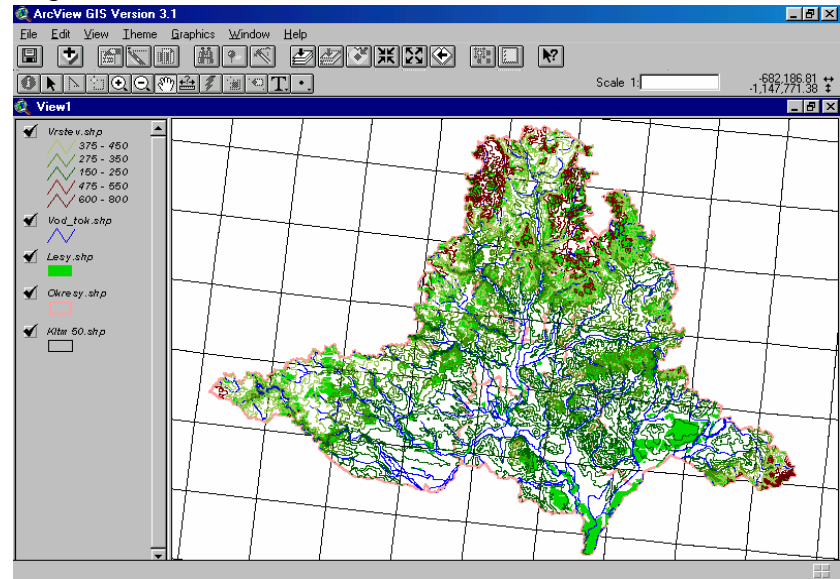 ArcView GIS Version 3.1
File Edit View Theme Graphics Window Help
Scale 1: -682,186.81
-1,147,771.38
View1
Vrstev.shp
375 - 450
275 - 350
150 - 250
475 - 550
600 - 800
Vod_tok.shp
Lesy.shp
Okresy.shp
Kltm 50.shp